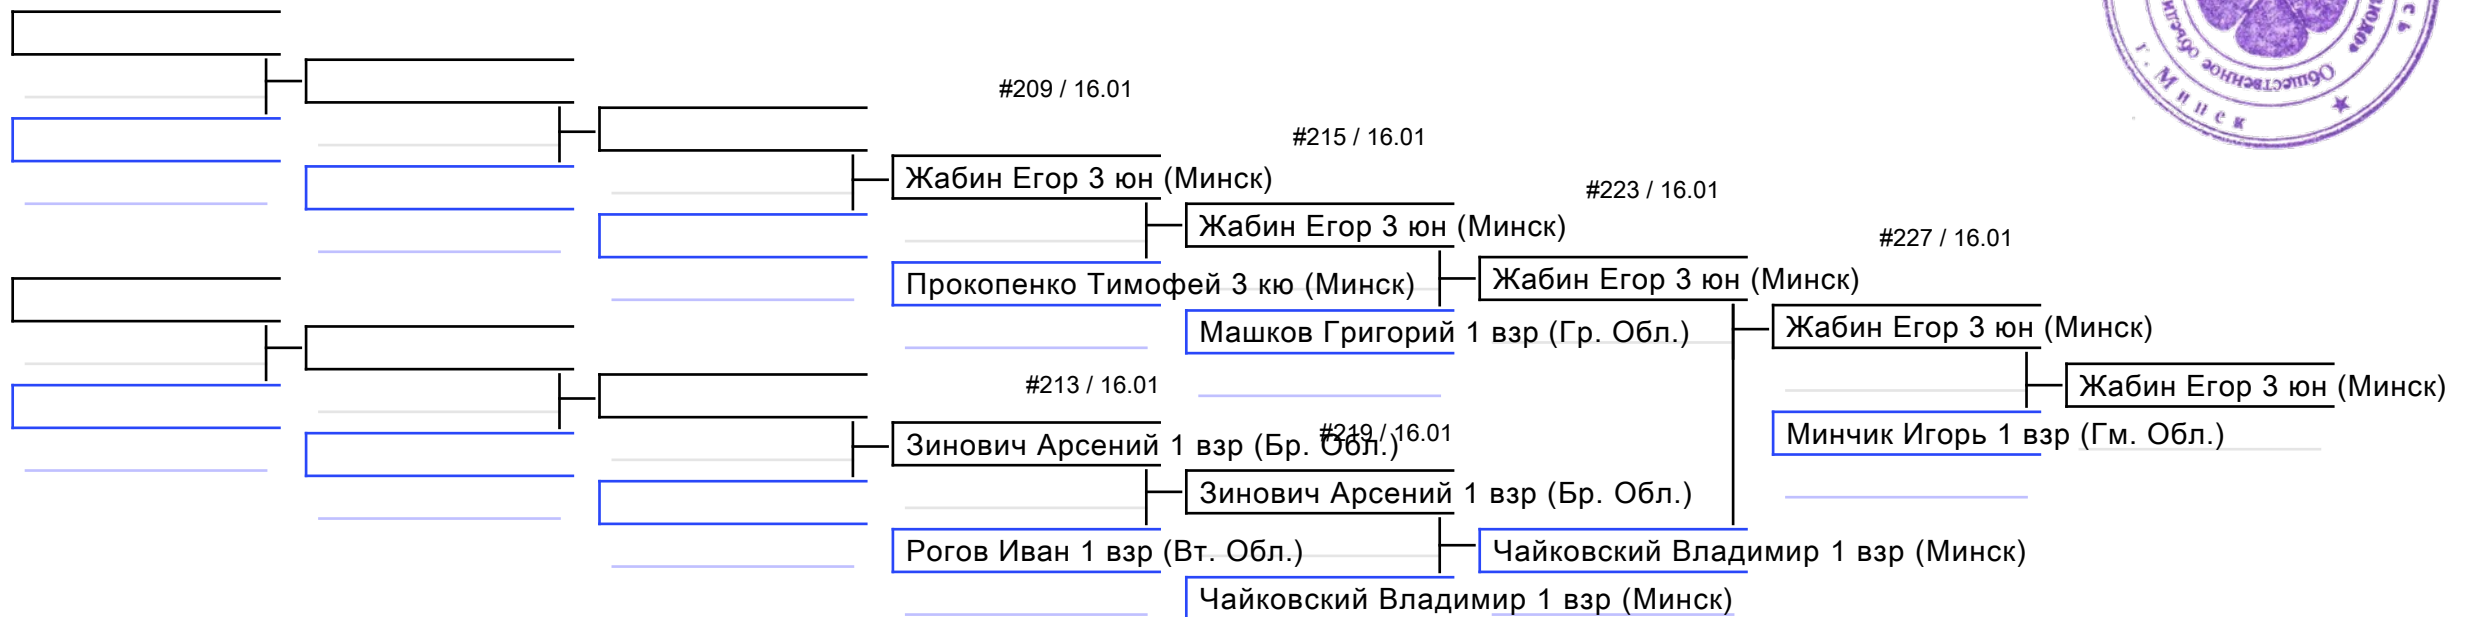 #209 / 16.01
#215 / 16.01
Жабин Егор 3 юн (Минск)
#223 / 16.01
Жабин Егор 3 юн (Минск)
#227 / 16.01
Прокопенко Тимофей 3 кю (Минск)
Жабин Егор 3 юн (Минск)
Машков Григорий 1 взр (Гр. Обл.)
Жабин Егор 3 юн (Минск)
#213 / 16.01
Жабин Егор 3 юн (Минск)
Зинович Арсений 1 взр (Бр. Обл.)
#219 / 16.01
Минчик Игорь 1 взр (Гм. Обл.)
Зинович Арсений 1 взр (Бр. Обл.)
Рогов Иван 1 взр (Вт. Обл.)
Чайковский Владимир 1 взр (Минск)
Чайковский Владимир 1 взр (Минск)
г. Минск
Общественное